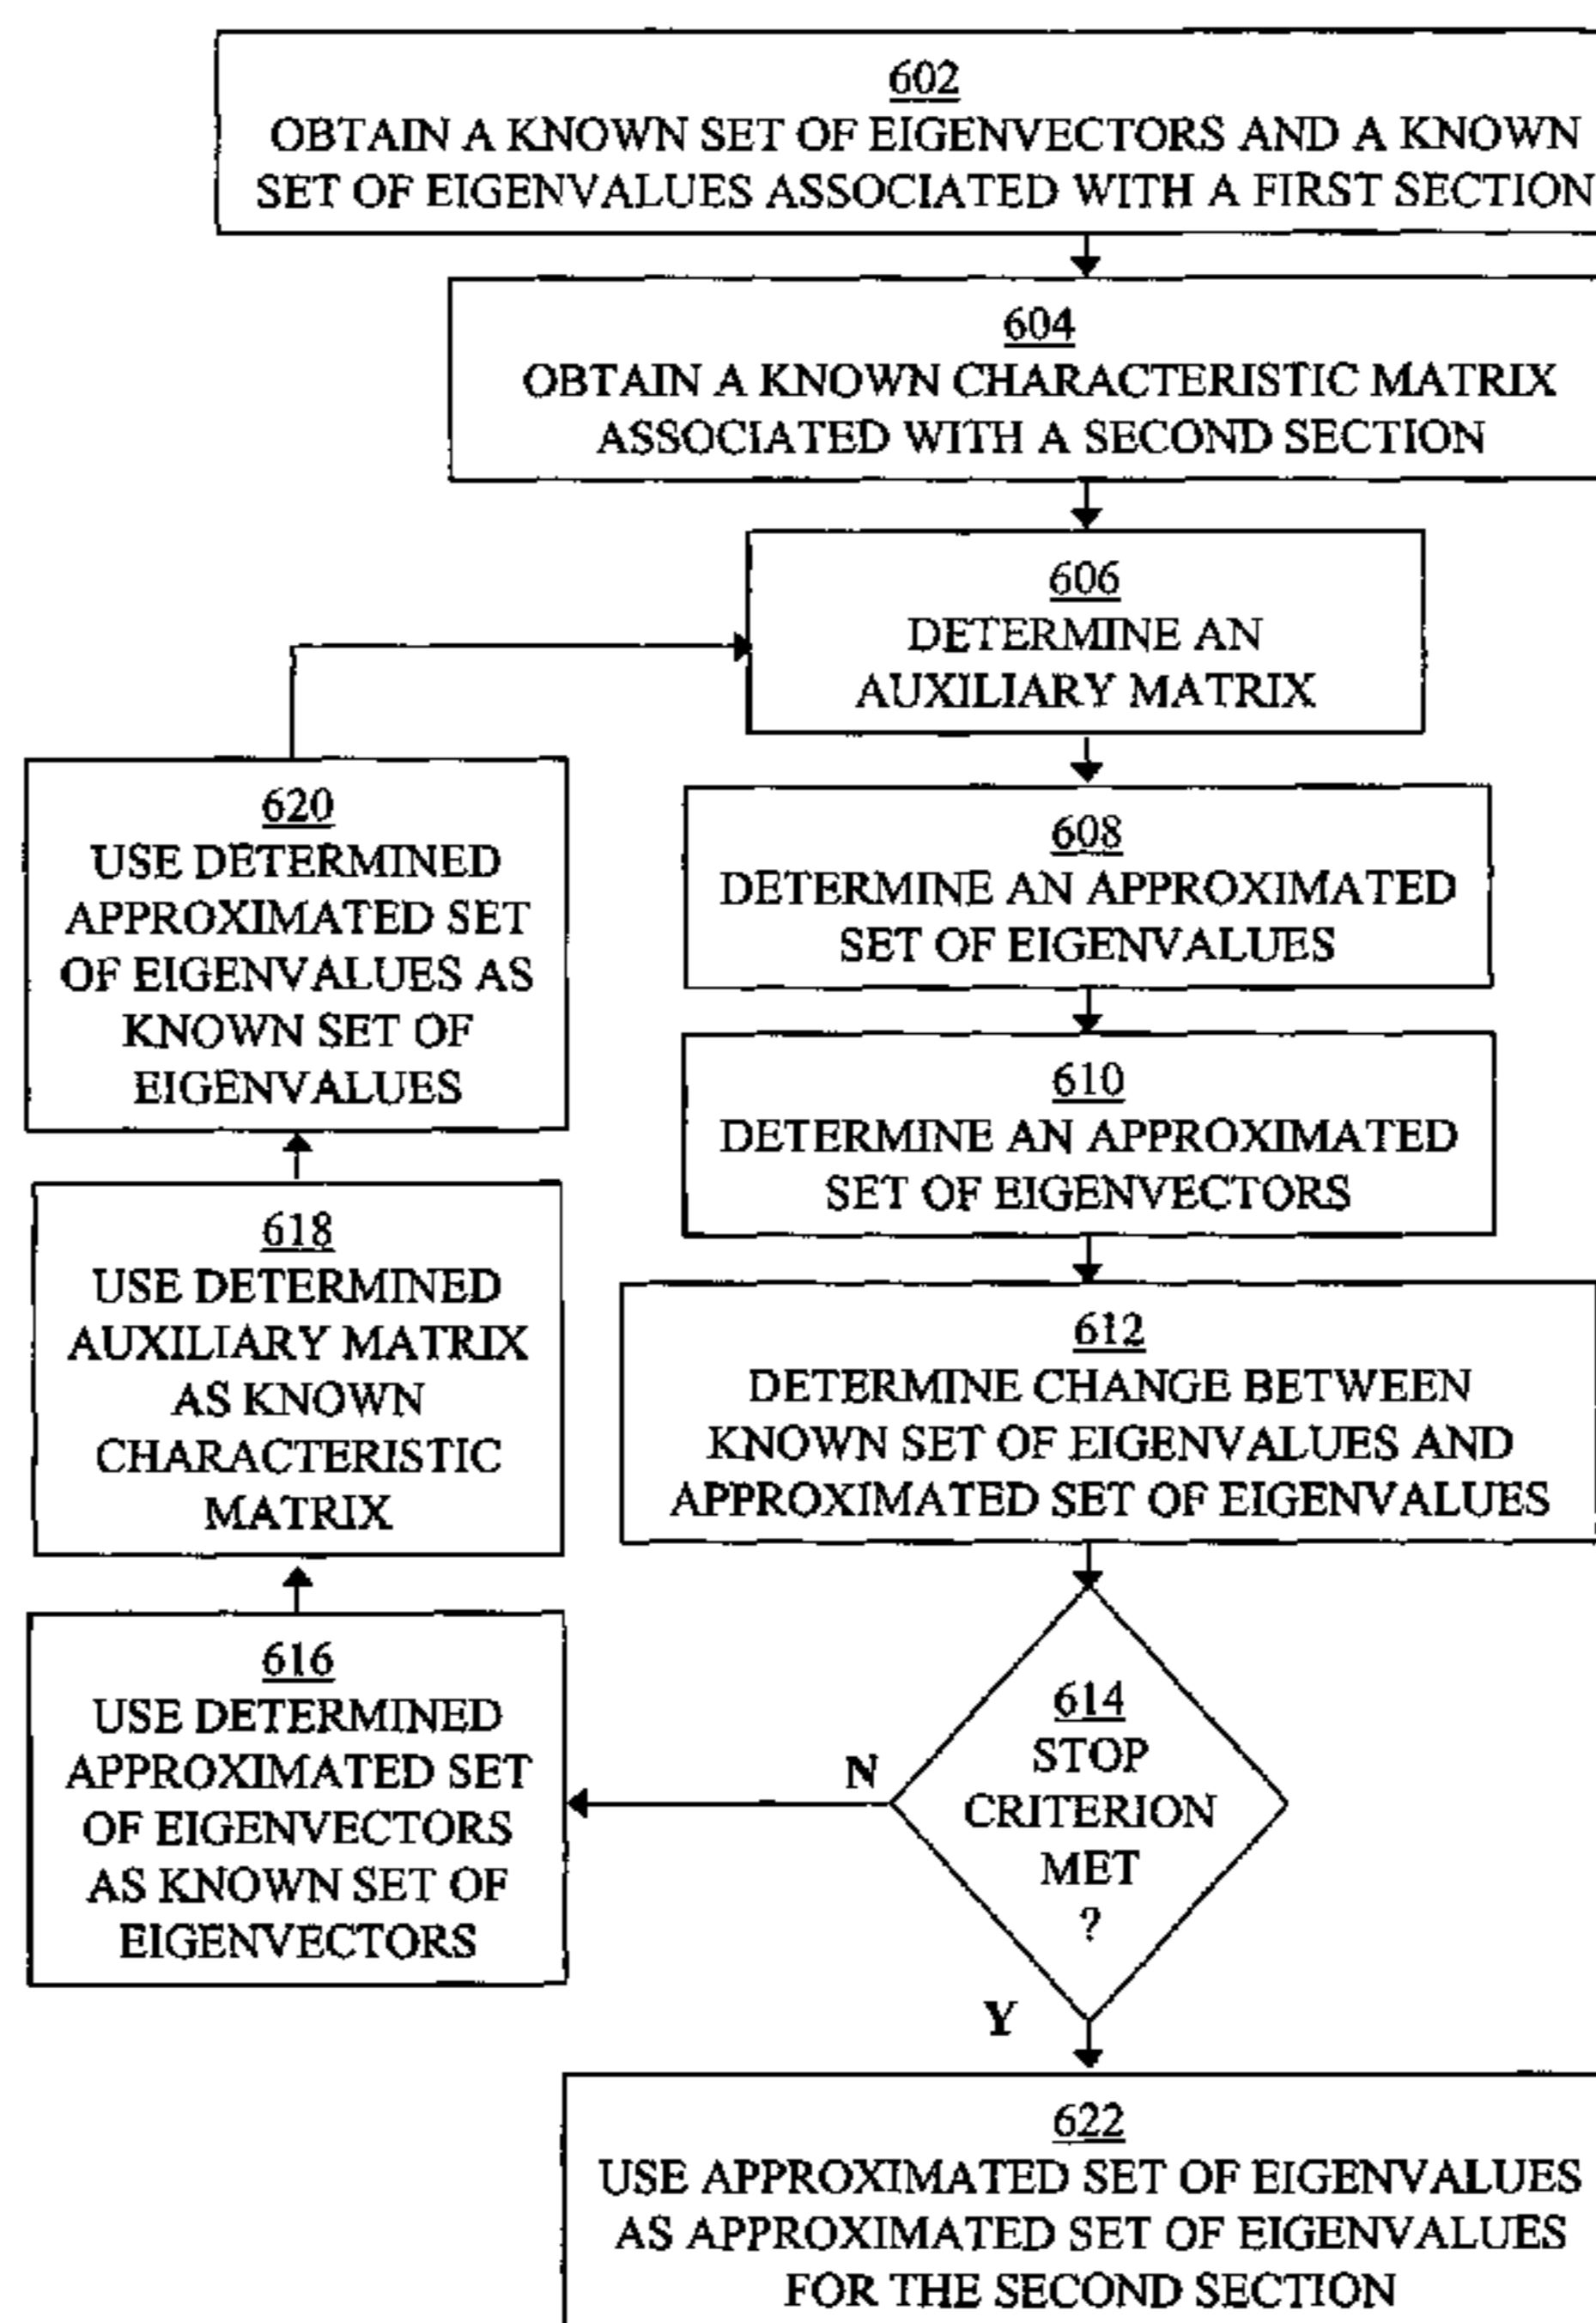 602
OBTAIN A KNOWN SET OF EIGENVECTORS AND A KNOWN
SET OF EIGENVALUES ASSOCIATED WITH A FIRST SECTION
604
OBTAIN A KNOWN CHARACTERISTIC MATRIX
ASSOCIATED WITH A SECOND SECTION
606
DETERMINE AN
AUXILIARY MATRIX
608
DETERMINE AN APPROXIMATED
SET OF EIGENVALUES
610
DETERMINE AN APPROXIMATED
SET OF EIGENVECTORS
612
DETERMINE CHANGE BETWEEN
KNOWN SET OF EIGENVALUES AND
APPROXIMATED SET OF EIGENVALUES
614
STOP
CRITERION
MET
?
N
616
USE DETERMINED
APPROXIMATED SET
OF EIGENVECTORS
AS KNOWN SET OF
EIGENVECTORS
618
USE DETERMINED
AUXILIARY MATRIX
AS KNOWN
CHARACTERISTIC
MATRIX
620
USE DETERMINED
APPROXIMATED SET
OF EIGENVALUES AS
KNOWN SET OF
EIGENVALUES
Y
622
USE APPROXIMATED SET OF EIGENVALUES
AS APPROXIMATED SET OF EIGENVALUES
FOR THE SECOND SECTION